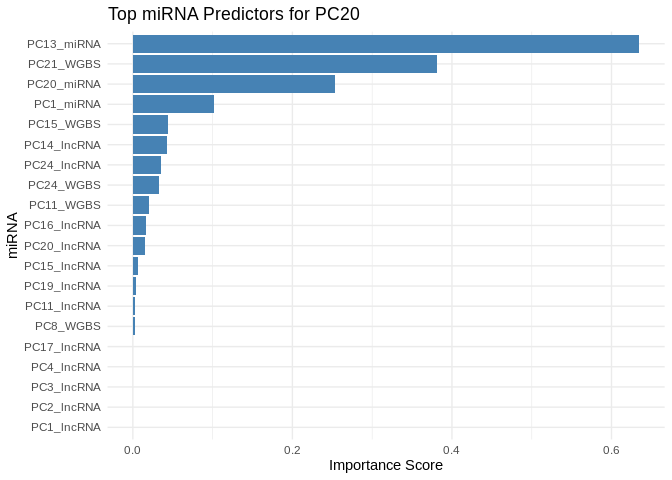 Top miRNA Predictors for PC20
miRNA
PC13_miRNA
PC21_WGBS
PC20_miRNA
PC1_miRNA
PC15_WGBS
PC14_lncRNA
PC24_lncRNA
PC24_WGBS
PC11_WGBS
PC16_lncRNA
PC20_lncRNA
PC15_lncRNA
PC19_lncRNA
PC11_lncRNA
PC8_WGBS
PC17_lncRNA
PC4_lncRNA
PC3_lncRNA
PC2_lncRNA
PC1_lncRNA
0.0 0.2 0.4 0.6
Importance Score